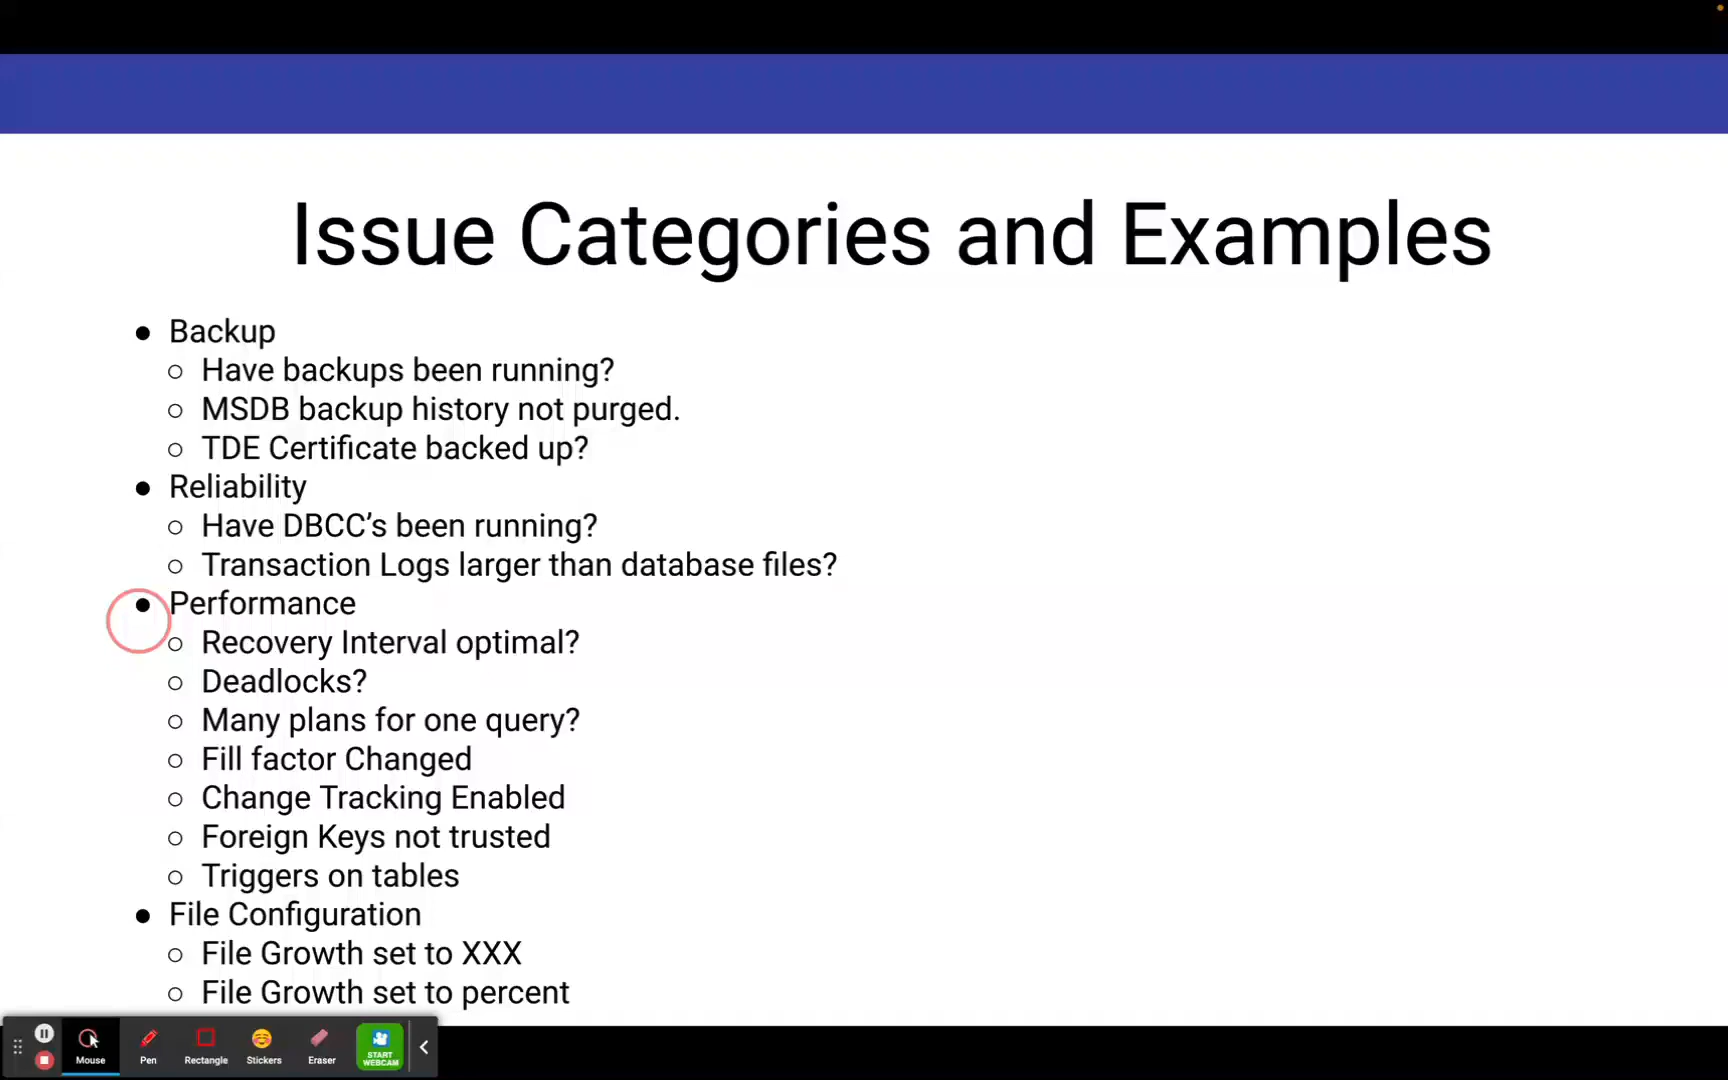 Issue Categories and Examples
● Backup
○ Have backups been running?
○ MSDB backup history not purged.
○ TDE Certificate backed up?
● Reliability
○ Have DBCC’s been running?
○ Transaction Logs larger than database files?
● Performance
○ Recovery Interval optimal?
○ Deadlocks?
○ Many plans for one query?
○ Fill factor Changed
○ Change Tracking Enabled
○ Foreign Keys not trusted
○ Triggers on tables
● File Configuration
○ File Growth set to XXX
○ File Growth set to percent
Mouse Pen Rectangle Stickers Eraser START
WEBCAM